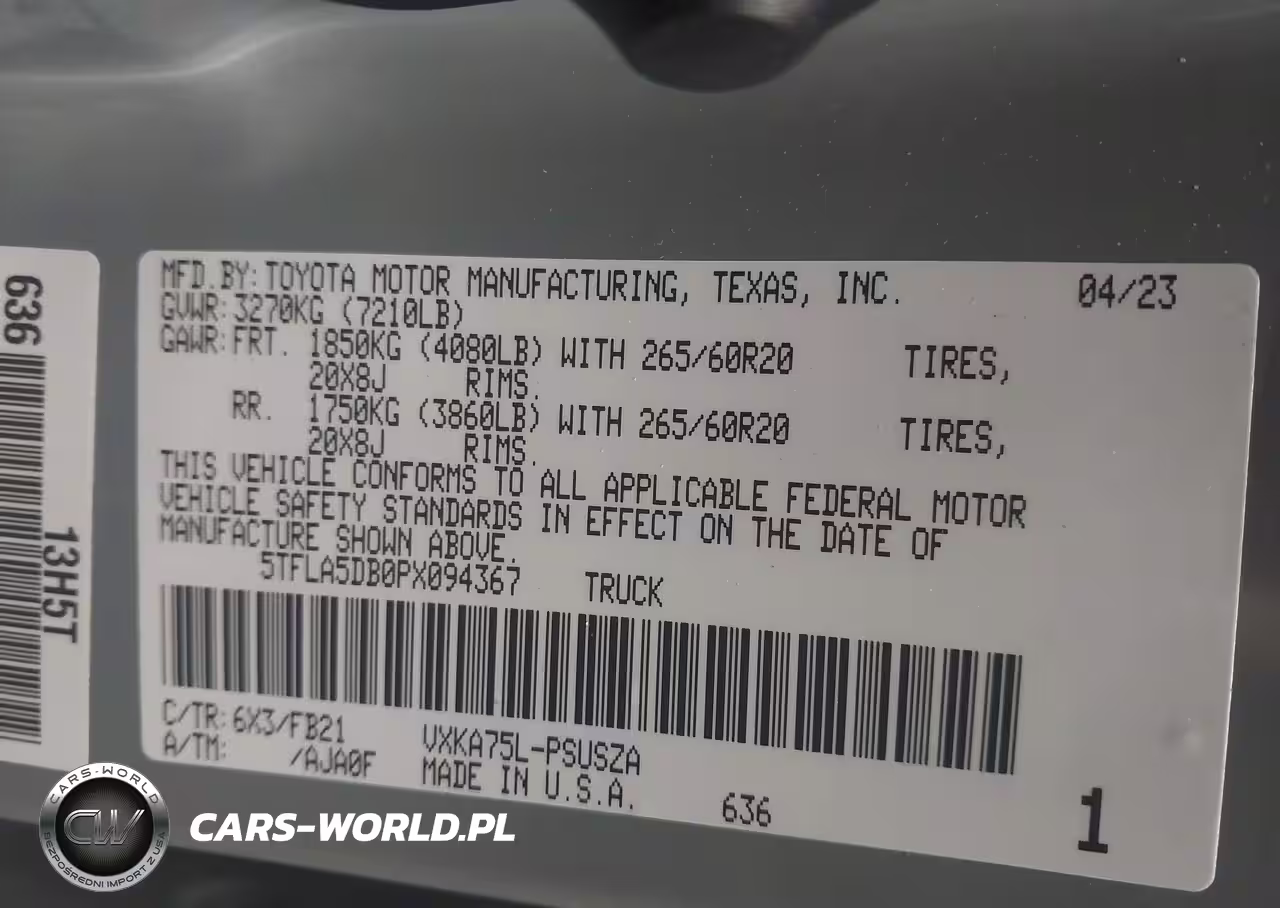 636
13H5T
MFD.BY:TOYOTA MOTOR MANUFACTURING, TEXAS, INC. 04/23
GVWR:3270KG (7210LB)
GAWR:FRT. 1850KG (4080LB) WITH 265/60R20 TIRES,
20X8J RIMS.
RR. 1750KG (3860LB) WITH 265/60R20 TIRES,
20X8J RIMS.
THIS VEHICLE CONFORMS TO ALL APPLICABLE FEDERAL MOTOR
VEHICLE SAFETY STANDARDS IN EFFECT ON THE DATE OF
MANUFACTURE SHOWN ABOVE.
5TFLA5DB0PX094367 TRUCK
C/TR:6X3/FB21 VXKA75L-PSUSZA
A/TM: /AJA0F MADE IN U.S.A. 636
1
CARS-WORLD
CW
BEZPOŚREDNI IMPORT Z USA
CARS-WORLD.PL